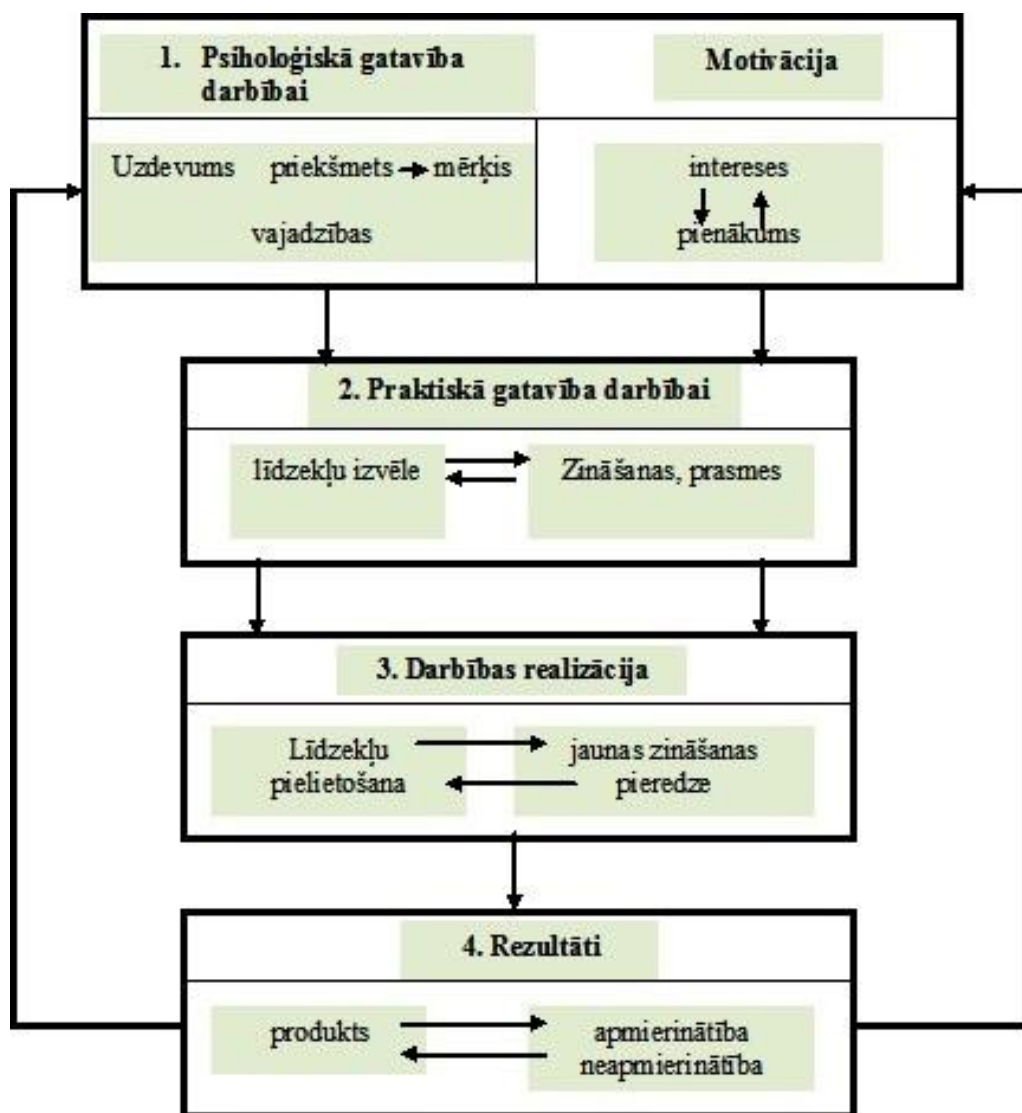 1. Psiholoģiskā gatavība
darbībai
Motivācija
Uzdevums priekšmets mērķis
vajadzības
intereses
pienākums
2. Praktiskā gatavība darbībai
līdzekļu izvēle
Zināšanas, prasmes
3. Darbības realizācija
Līdzekļu
pielietošana
jaunas zināšanas
pieredze
4. Rezultāti
produkts
apmierinātība
neapmierinātība